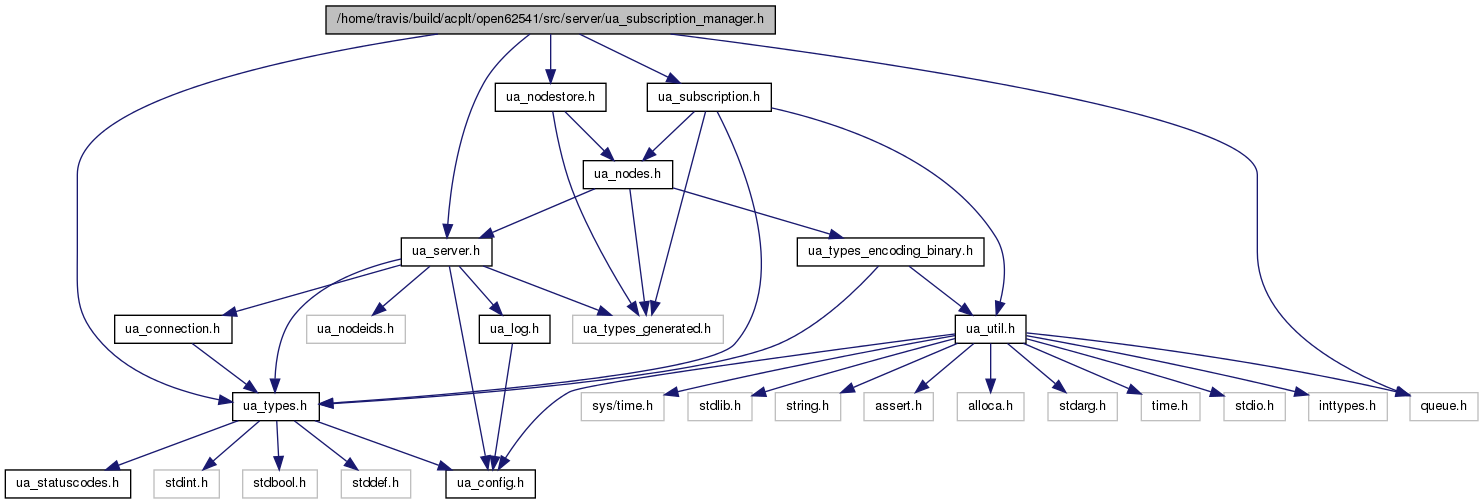 /home/travis/build/acplt/open62541/src/server/ua_subscription_manager.h
ua_nodestore.h
ua_subscription.h
ua_nodes.h
ua_server.h
ua_types_encoding_binary.h
ua_connection.h
ua_nodeids.h
ua_log.h
ua_types_generated.h
ua_util.h
ua_types.h
sys/time.h
stdlib.h
string.h
assert.h
alloca.h
stdarg.h
time.h
stdio.h
inttypes.h
queue.h
ua_statuscodes.h
stdint.h
stdbool.h
stddef.h
ua_config.h